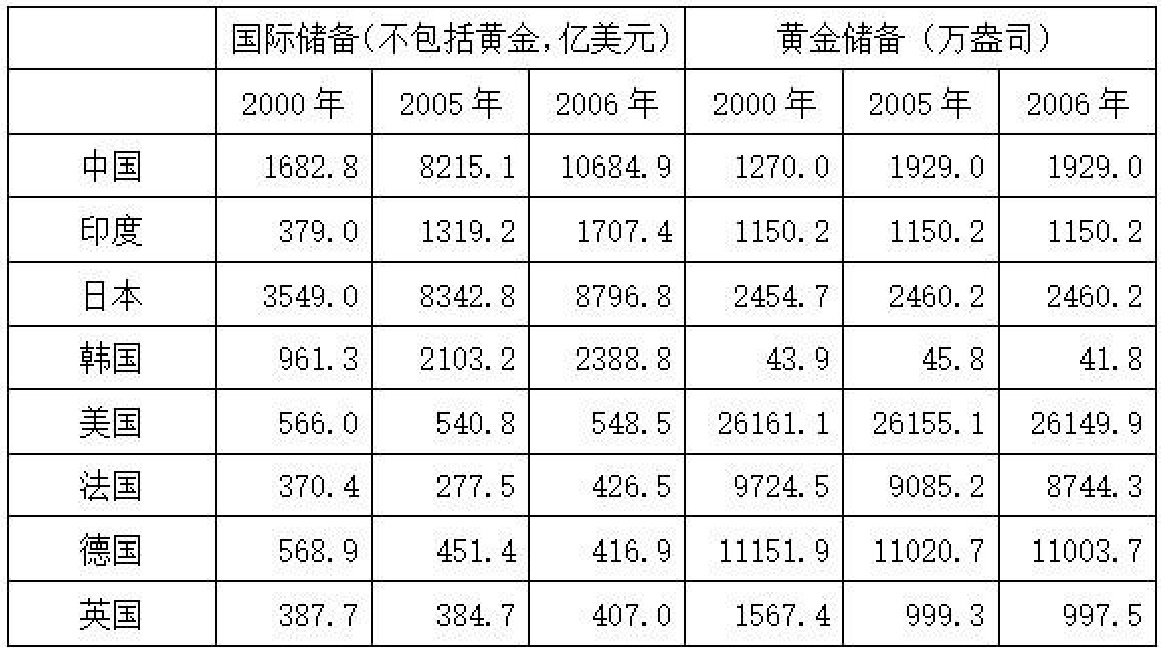 国际储备(不包括黄金,亿美元) 黄金储备（万盎司）
2000年 2005年 2006年 2000年 2005年 2006年
中国 1682.8 8215.1 10684.9 1270.0 1929.0 1929.0
印度 379.0 1319.2 1707.4 1150.2 1150.2 1150.2
日本 3549.0 8342.8 8796.8 2454.7 2460.2 2460.2
韩国 961.3 2103.2 2388.8 43.9 45.8 41.8
美国 566.0 540.8 548.5 26161.1 26155.1 26149.9
法国 370.4 277.5 426.5 9724.5 9085.2 8744.3
德国 568.9 451.4 416.9 11151.9 11020.7 11003.7
英国 387.7 384.7 407.0 1567.4 999.3 997.5